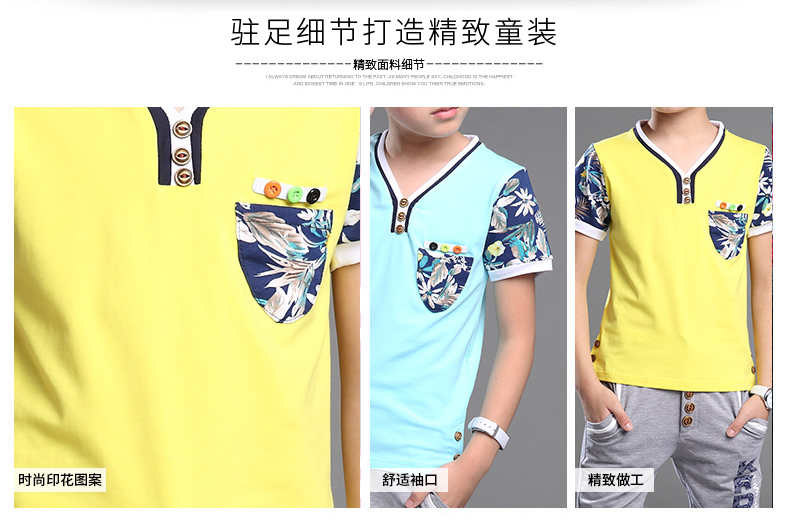 驻足细节打造精致童装
精致面料细节
I ALWAYS DREAM ABOUT RETURNING TO THE PAST. AS MANY PEOPLE SAY, CHILDHOOD IS THE HAPPIEST
AND EASIEST TIME IN ONE'S LIFE. CHILDREN SHOW YOU THEIR TRUE EMOTIONS.
时尚印花图案
舒适袖口
精致做工